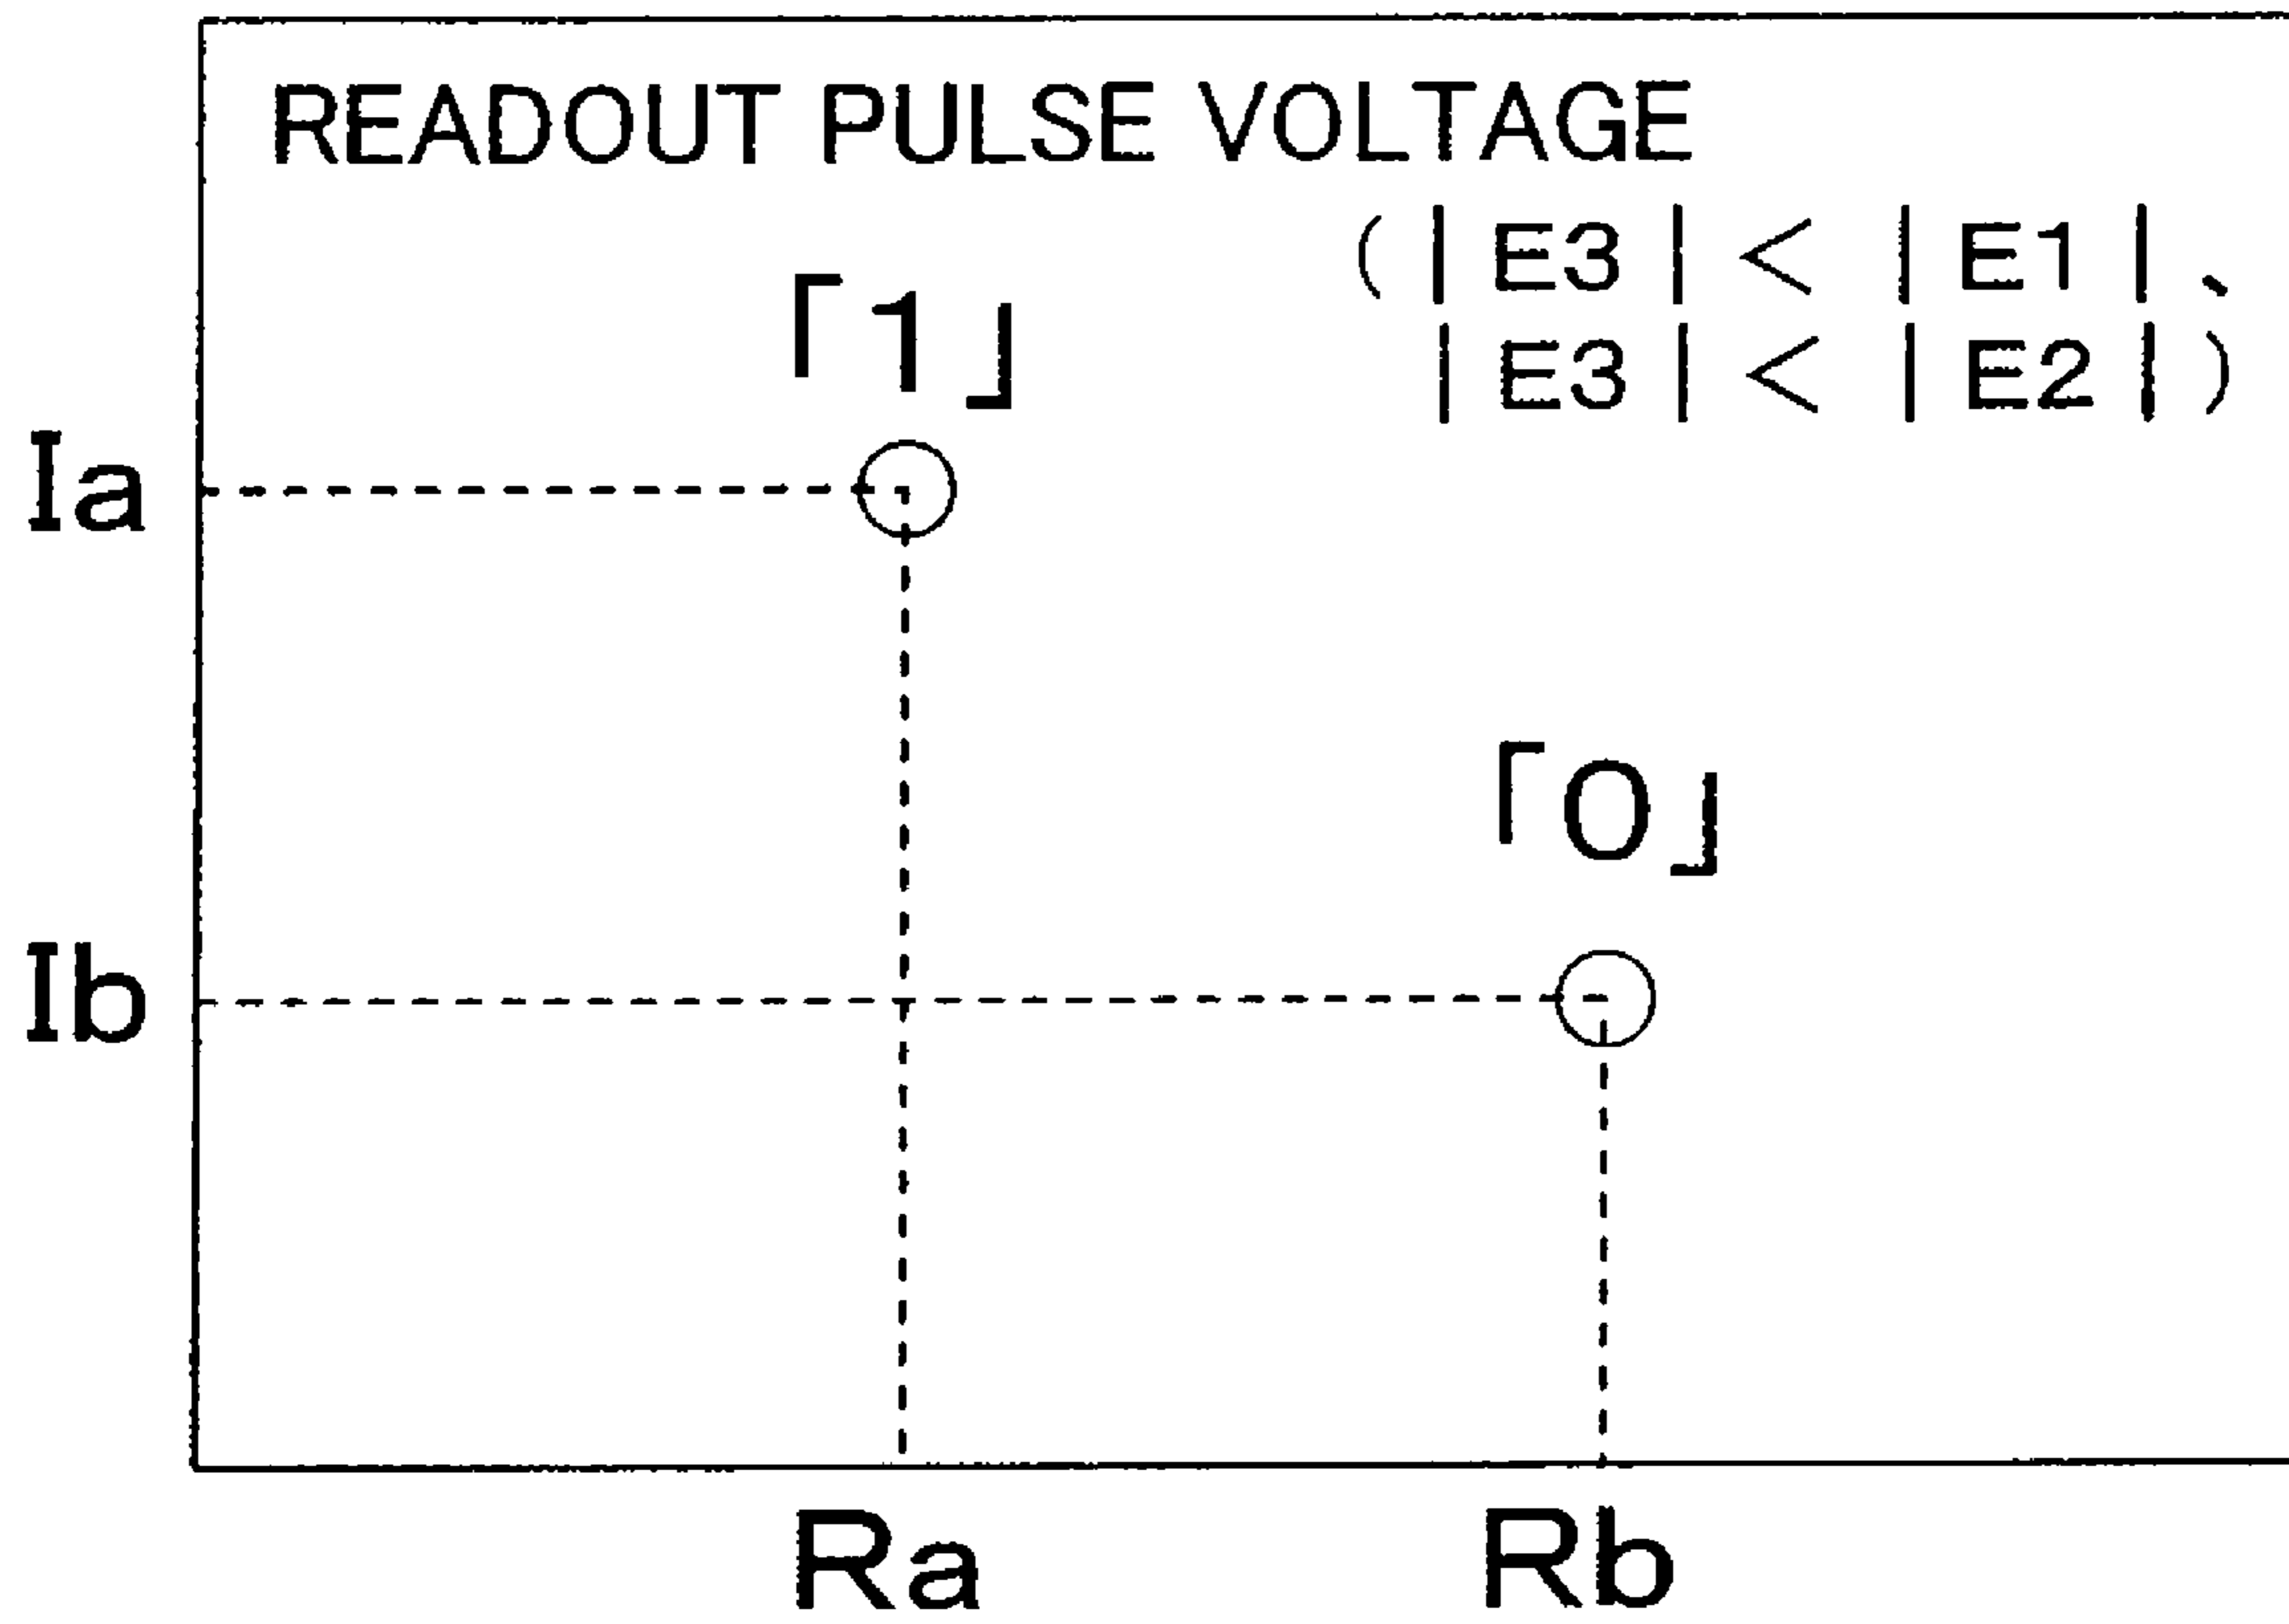 READOUT PULSE VOLTAGE
(|E3|<|E1|、
|E3|<|E2|)
「1」
Ia
「0」
Ib
Ra Rb